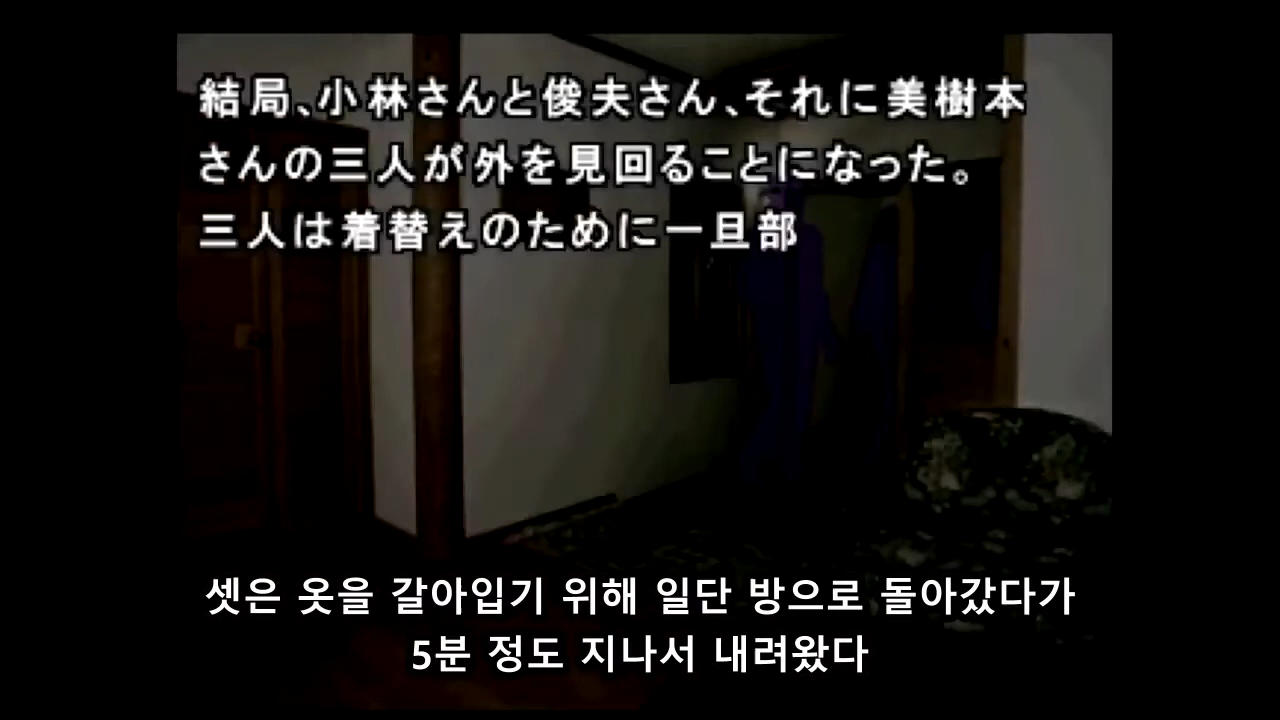 結局、小林さんと俊夫さん、それに美樹本
さんの三人が外を見回ることになった。
三人は着替えのために一旦部
셋은 옷을 갈아입기 위해 일단 방으로 돌아갔다가
5분 정도 지나서 내려왔다